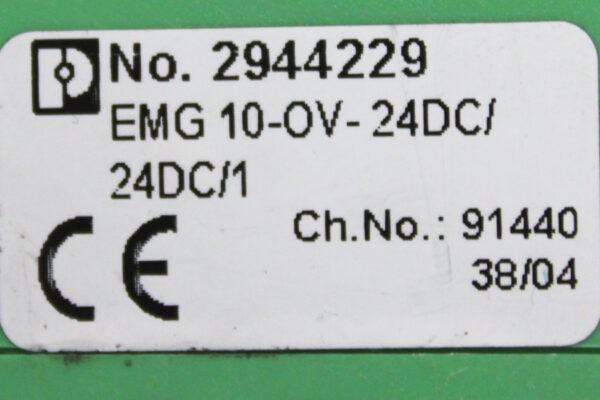 No. 2944229
EMG 10-OV- 24DC/
24DC/1
Ch.No.: 91440
38/04
CE